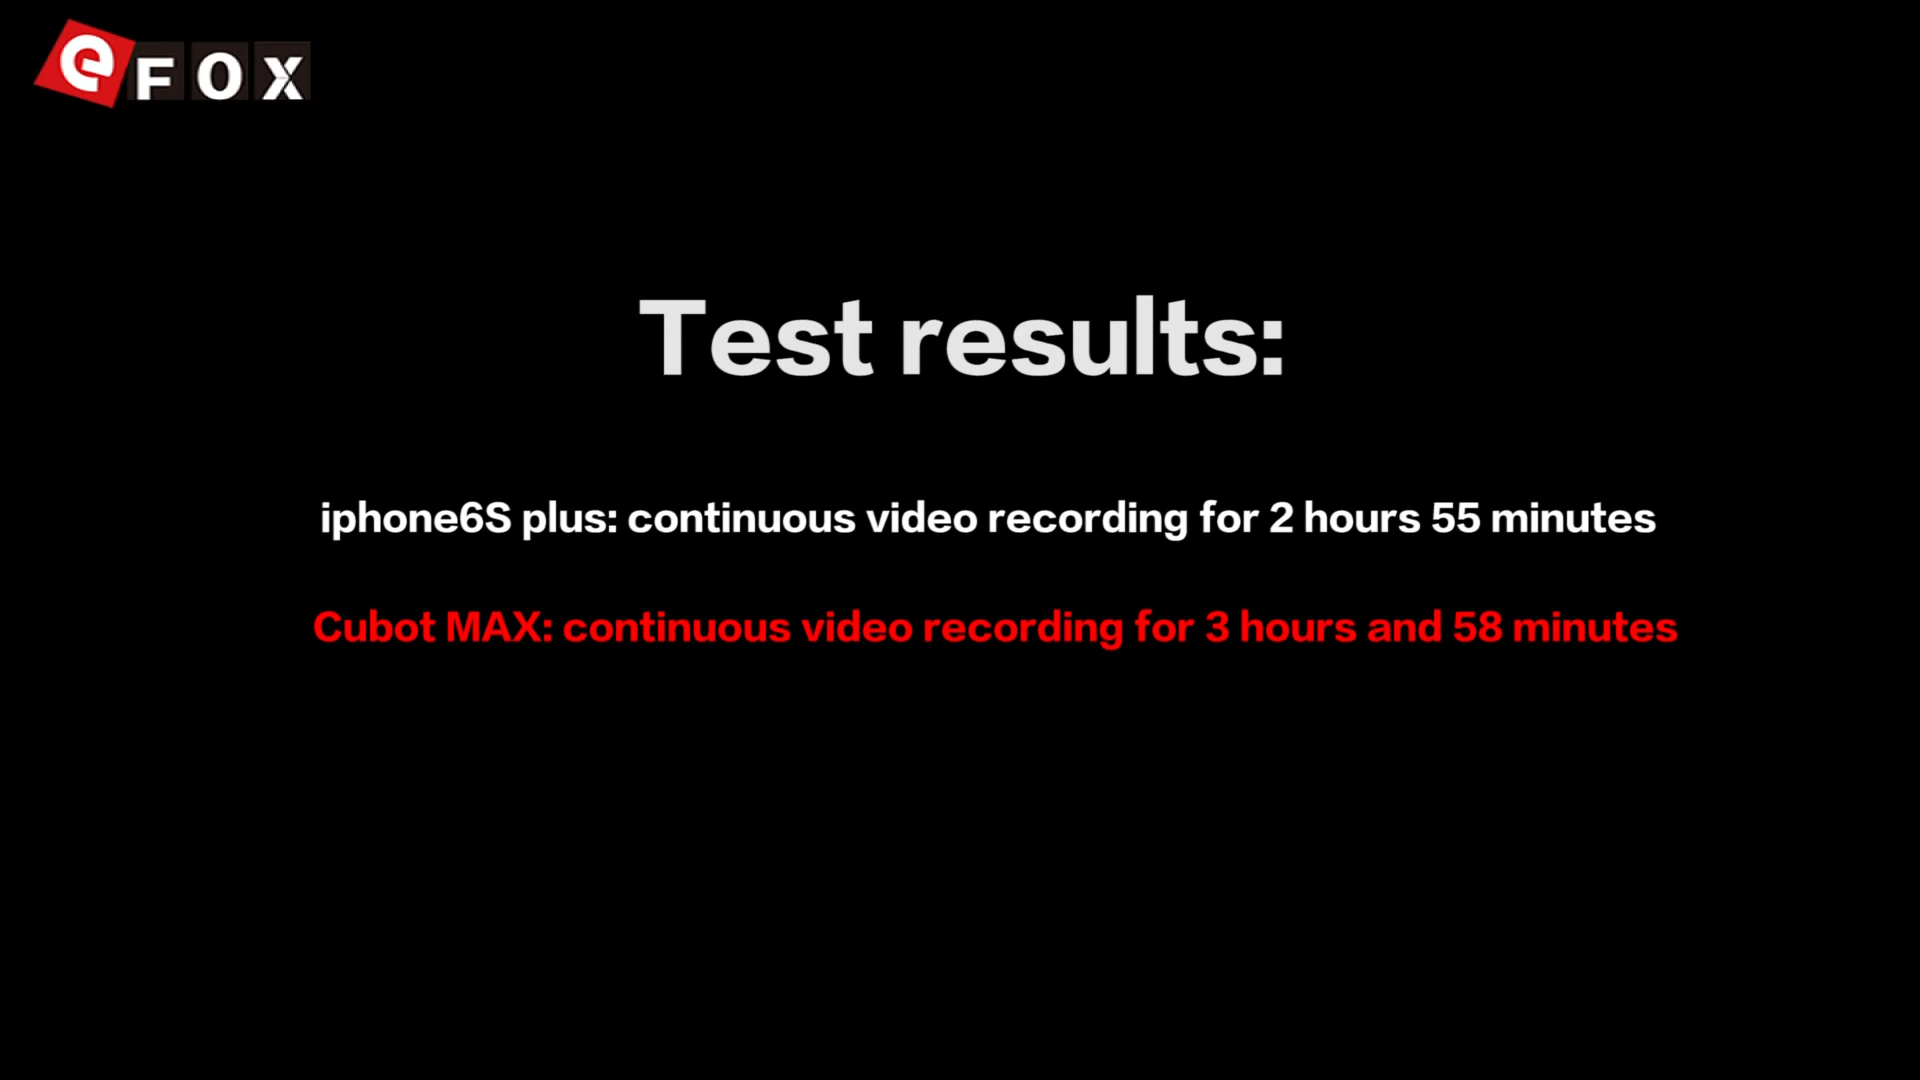 eFOX
Test results:
iphone6S plus: continuous video recording for 2 hours 55 minutes
Cubot MAX: continuous video recording for 3 hours and 58 minutes